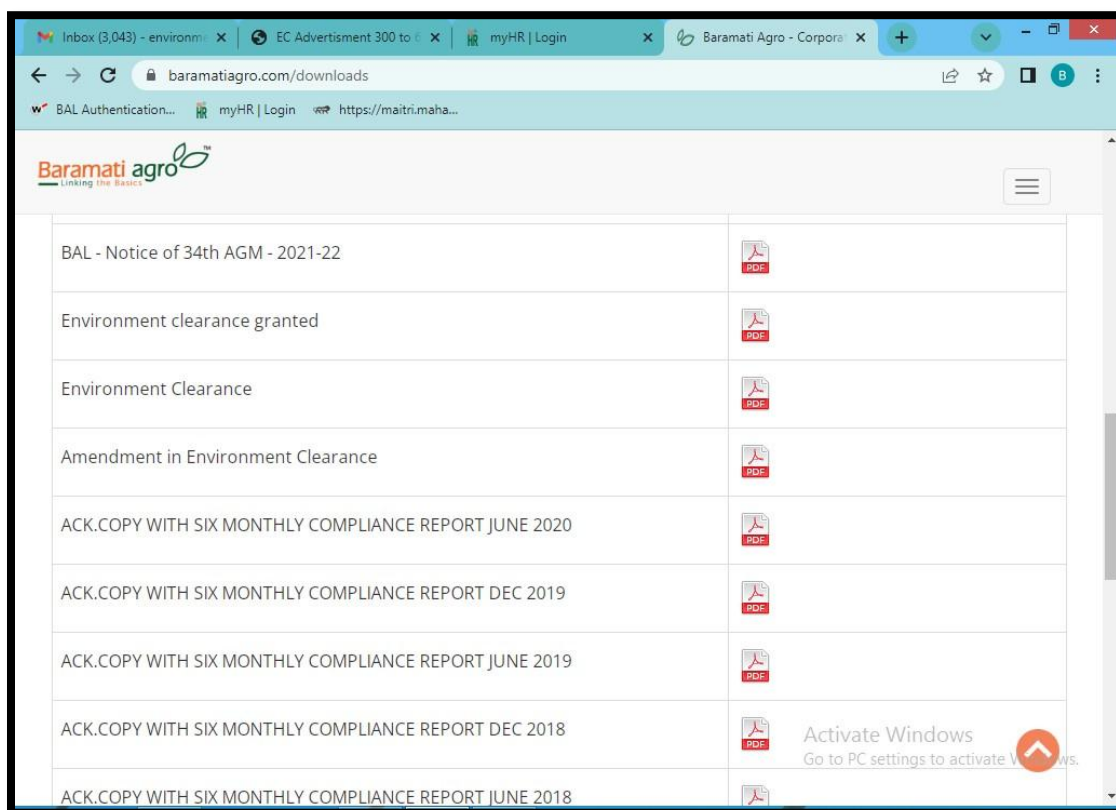 Inbox (3,043) - environm
EC Advertisment 300 to 6
myHR | Login
Baramati Agro - Corpora
baramatiagro.com/downloads
B
BAL Authentication...
myHR | Login
https://maitri.maha...
Baramati agro
Linking the Basics
BAL - Notice of 34th AGM - 2021-22
PDF
Environment clearance granted
PDF
Environment Clearance
PDF
Amendment in Environment Clearance
PDF
ACK.COPY WITH SIX MONTHLY COMPLIANCE REPORT JUNE 2020
PDF
ACK.COPY WITH SIX MONTHLY COMPLIANCE REPORT DEC 2019
PDF
ACK.COPY WITH SIX MONTHLY COMPLIANCE REPORT JUNE 2019
PDF
ACK.COPY WITH SIX MONTHLY COMPLIANCE REPORT DEC 2018
PDF
Activate Windows
Go to PC settings to activate W ws.
ACK.COPY WITH SIX MONTHLY COMPLIANCE REPORT JUNE 2018